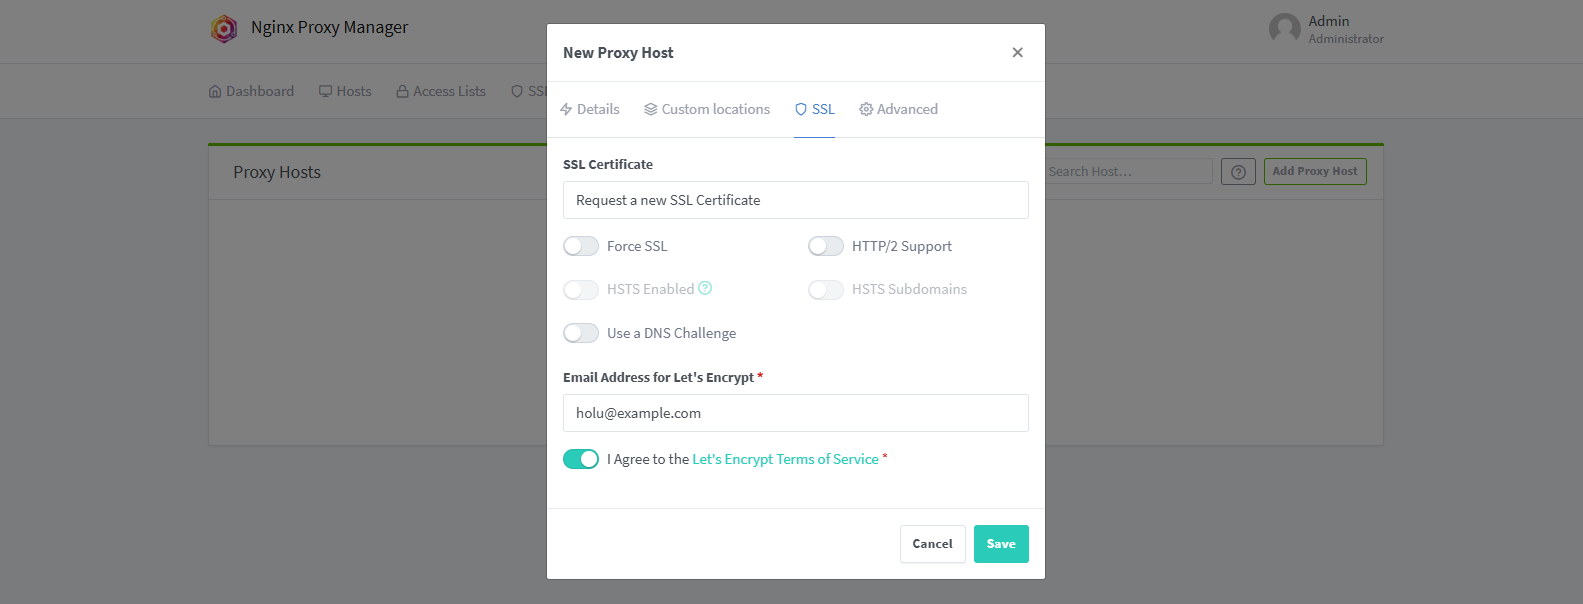 Nginx Proxy Manager
Admin
Administrator
Dashboard Hosts Access Lists SSL
Proxy Hosts
Search Host...
Add Proxy Host
New Proxy Host
Details Custom locations SSL Advanced
SSL Certificate
Request a new SSL Certificate
Force SSL HTTP/2 Support
HSTS Enabled HSTS Subdomains
Use a DNS Challenge
Email Address for Let's Encrypt *
holu@example.com
I Agree to the Let's Encrypt Terms of Service *
Cancel Save